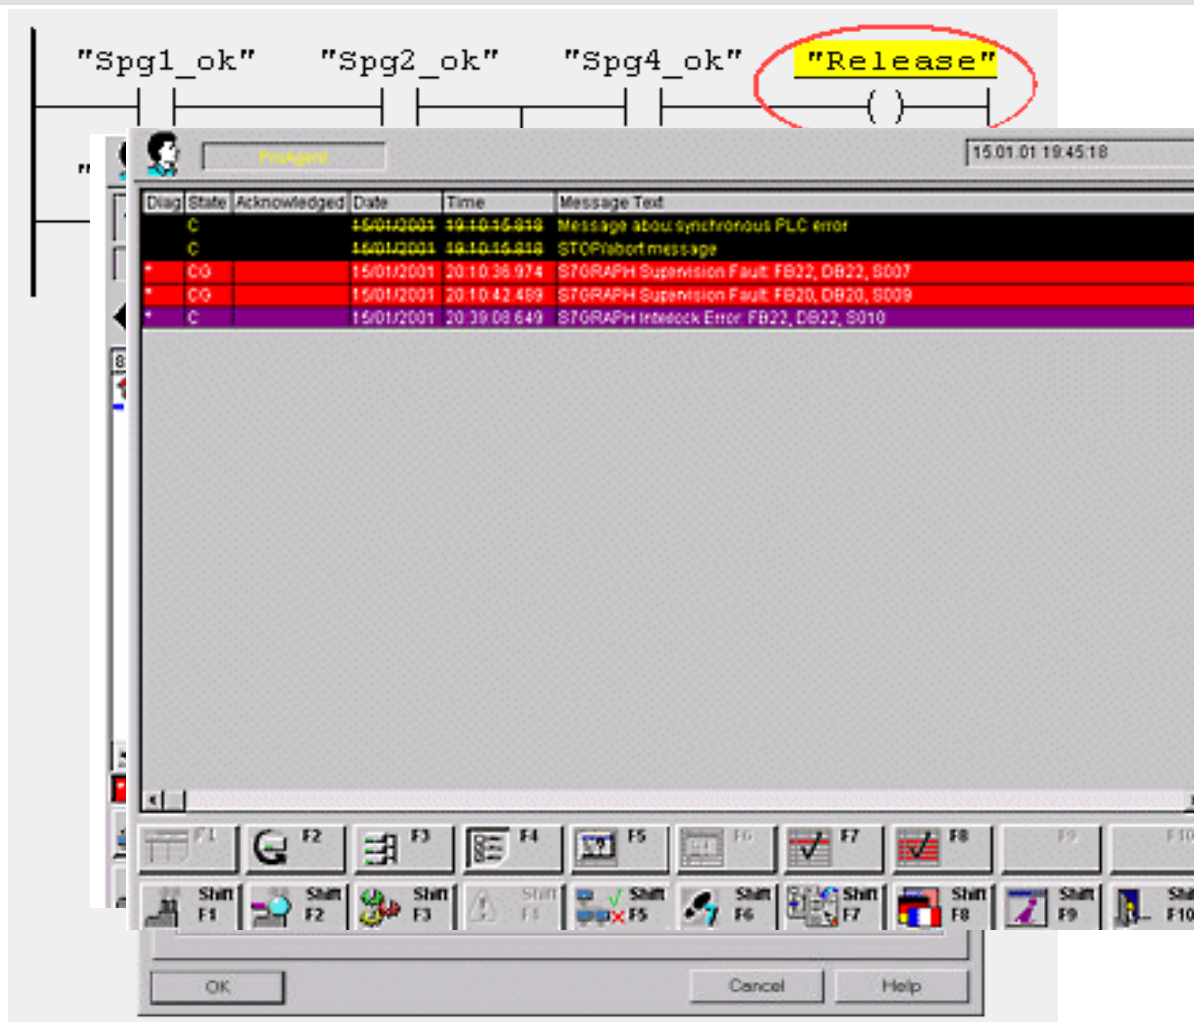 "Spg1_ok" "Spg2_ok" "Spg4_ok" "Release"
"
PrisAgent 15.01.01 19:45:18
Diag State Acknowledged Date Time Message Text
C 15/01/2001 19:10:15.818 Message about synchronous PLC error
C 15/01/2001 19:10:15.818 STOP/abort message
* CG 15/01/2001 20:10:36.974 S7GRAPH Supervision Fault: FB22, DB22, S007
* CG 15/01/2001 20:10:42.489 S7GRAPH Supervision Fault: FB20, DB20, S009
* C 15/01/2001 20:39:08.649 S7GRAPH Interlock Error: FB22, DB22, S010
F1 F2 F3 F4 F5 F6 F7 F8 F9 F10
Shift Shift Shift Shift Shift Shift Shift Shift Shift
F1 F2 F3 F4 F5 F6 F7 F8 F9 F10
OK Cancel Help